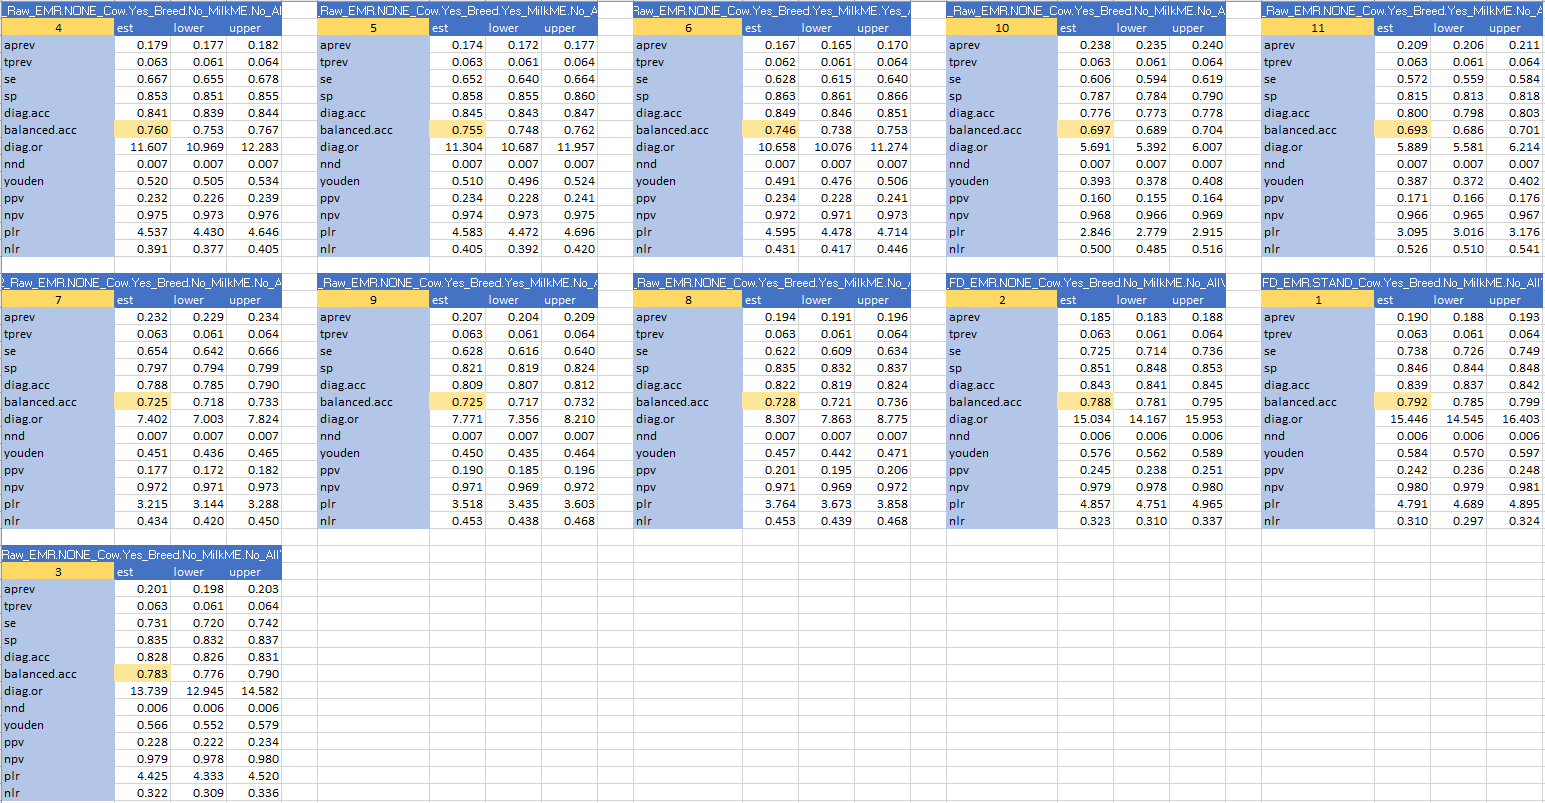 _Raw_EMR.NONE_Cow.Yes_Breed.No_MilkME.No_All _Raw_EMR.NONE_Cow.Yes_Breed.Yes_MilkME.No_A Raw_EMR.NONE_Cow.Yes_Breed.Yes_MilkME.Yes_ _Raw_EMR.NONE_Cow.Yes_Breed.No_MilkME.No_A _Raw_EMR.NONE_Cow.Yes_Breed.Yes_MilkME.No_A
4 est lower upper 5 est lower upper 6 est lower upper 10 est lower upper 11 est lower upper
aprev 0.179 0.177 0.182 aprev 0.174 0.172 0.177 aprev 0.167 0.165 0.170 aprev 0.238 0.235 0.240 aprev 0.209 0.206 0.211
tprev 0.063 0.061 0.064 tprev 0.063 0.061 0.064 tprev 0.062 0.061 0.064 tprev 0.063 0.061 0.064 tprev 0.063 0.061 0.064
se 0.667 0.655 0.678 se 0.652 0.640 0.664 se 0.628 0.615 0.640 se 0.606 0.594 0.619 se 0.572 0.559 0.584
sp 0.853 0.851 0.855 sp 0.858 0.855 0.860 sp 0.863 0.861 0.866 sp 0.787 0.784 0.790 sp 0.815 0.813 0.818
diag.acc 0.841 0.839 0.844 diag.acc 0.845 0.843 0.847 diag.acc 0.849 0.846 0.851 diag.acc 0.776 0.773 0.778 diag.acc 0.800 0.798 0.803
balanced.acc 0.760 0.753 0.767 balanced.acc 0.755 0.748 0.762 balanced.acc 0.746 0.738 0.753 balanced.acc 0.697 0.689 0.704 balanced.acc 0.693 0.686 0.701
diag.or 11.607 10.969 12.283 diag.or 11.304 10.687 11.957 diag.or 10.658 10.076 11.274 diag.or 5.691 5.392 6.007 diag.or 5.889 5.581 6.214
nnd 0.007 0.007 0.007 nnd 0.007 0.007 0.007 nnd 0.007 0.007 0.007 nnd 0.007 0.007 0.007 nnd 0.007 0.007 0.007
youden 0.520 0.505 0.534 youden 0.510 0.496 0.524 youden 0.491 0.476 0.506 youden 0.393 0.378 0.408 youden 0.387 0.372 0.402
ppv 0.232 0.226 0.239 ppv 0.234 0.228 0.241 ppv 0.234 0.228 0.241 ppv 0.160 0.155 0.164 ppv 0.171 0.166 0.176
npv 0.975 0.973 0.976 npv 0.974 0.973 0.975 npv 0.972 0.971 0.973 npv 0.968 0.966 0.969 npv 0.966 0.965 0.967
plr 4.537 4.430 4.646 plr 4.583 4.472 4.696 plr 4.595 4.478 4.714 plr 2.846 2.779 2.915 plr 3.095 3.016 3.176
nlr 0.391 0.377 0.405 nlr 0.405 0.392 0.420 nlr 0.431 0.417 0.446 nlr 0.500 0.485 0.516 nlr 0.526 0.510 0.541
_Raw_EMR.NONE_Cow.Yes_Breed.No_MilkME.No_A _Raw_EMR.NONE_Cow.Yes_Breed.Yes_MilkME.No_ _Raw_EMR.NONE_Cow.Yes_Breed.Yes_MilkME.No_ FD_EMR.NONE_Cow.Yes_Breed.No_MilkME.No_All FD_EMR.STAND_Cow.Yes_Breed.No_MilkME.No_All
7 est lower upper 9 est lower upper 8 est lower upper 2 est lower upper 1 est lower upper
aprev 0.232 0.229 0.234 aprev 0.207 0.204 0.209 aprev 0.194 0.191 0.196 aprev 0.185 0.183 0.188 aprev 0.190 0.188 0.193
tprev 0.063 0.061 0.064 tprev 0.063 0.061 0.064 tprev 0.063 0.061 0.064 tprev 0.063 0.061 0.064 tprev 0.063 0.061 0.064
se 0.654 0.642 0.666 se 0.628 0.616 0.640 se 0.622 0.609 0.634 se 0.725 0.714 0.736 se 0.738 0.726 0.749
sp 0.797 0.794 0.799 sp 0.821 0.819 0.824 sp 0.835 0.832 0.837 sp 0.851 0.848 0.853 sp 0.846 0.844 0.848
diag.acc 0.788 0.785 0.790 diag.acc 0.809 0.807 0.812 diag.acc 0.822 0.819 0.824 diag.acc 0.843 0.841 0.845 diag.acc 0.839 0.837 0.842
balanced.acc 0.725 0.718 0.733 balanced.acc 0.725 0.717 0.732 balanced.acc 0.728 0.721 0.736 balanced.acc 0.788 0.781 0.795 balanced.acc 0.792 0.785 0.799
diag.or 7.402 7.003 7.824 diag.or 7.771 7.356 8.210 diag.or 8.307 7.863 8.775 diag.or 15.034 14.167 15.953 diag.or 15.446 14.545 16.403
nnd 0.007 0.007 0.007 nnd 0.007 0.007 0.007 nnd 0.007 0.007 0.007 nnd 0.006 0.006 0.006 nnd 0.006 0.006 0.006
youden 0.451 0.436 0.465 youden 0.450 0.435 0.464 youden 0.457 0.442 0.471 youden 0.576 0.562 0.589 youden 0.584 0.570 0.597
ppv 0.177 0.172 0.182 ppv 0.190 0.185 0.196 ppv 0.201 0.195 0.206 ppv 0.245 0.238 0.251 ppv 0.242 0.236 0.248
npv 0.972 0.971 0.973 npv 0.971 0.969 0.972 npv 0.971 0.969 0.972 npv 0.979 0.978 0.980 npv 0.980 0.979 0.981
plr 3.215 3.144 3.288 plr 3.518 3.435 3.603 plr 3.764 3.673 3.858 plr 4.857 4.751 4.965 plr 4.791 4.689 4.895
nlr 0.434 0.420 0.450 nlr 0.453 0.438 0.468 nlr 0.453 0.439 0.468 nlr 0.323 0.310 0.337 nlr 0.310 0.297 0.324
Raw_EMR.NONE_Cow.Yes_Breed.No_MilkME.No_All
3 est lower upper
aprev 0.201 0.198 0.203
tprev 0.063 0.061 0.064
se 0.731 0.720 0.742
sp 0.835 0.832 0.837
diag.acc 0.828 0.826 0.831
balanced.acc 0.783 0.776 0.790
diag.or 13.739 12.945 14.582
nnd 0.006 0.006 0.006
youden 0.566 0.552 0.579
ppv 0.228 0.222 0.234
npv 0.979 0.978 0.980
plr 4.425 4.333 4.520
nlr 0.322 0.309 0.336